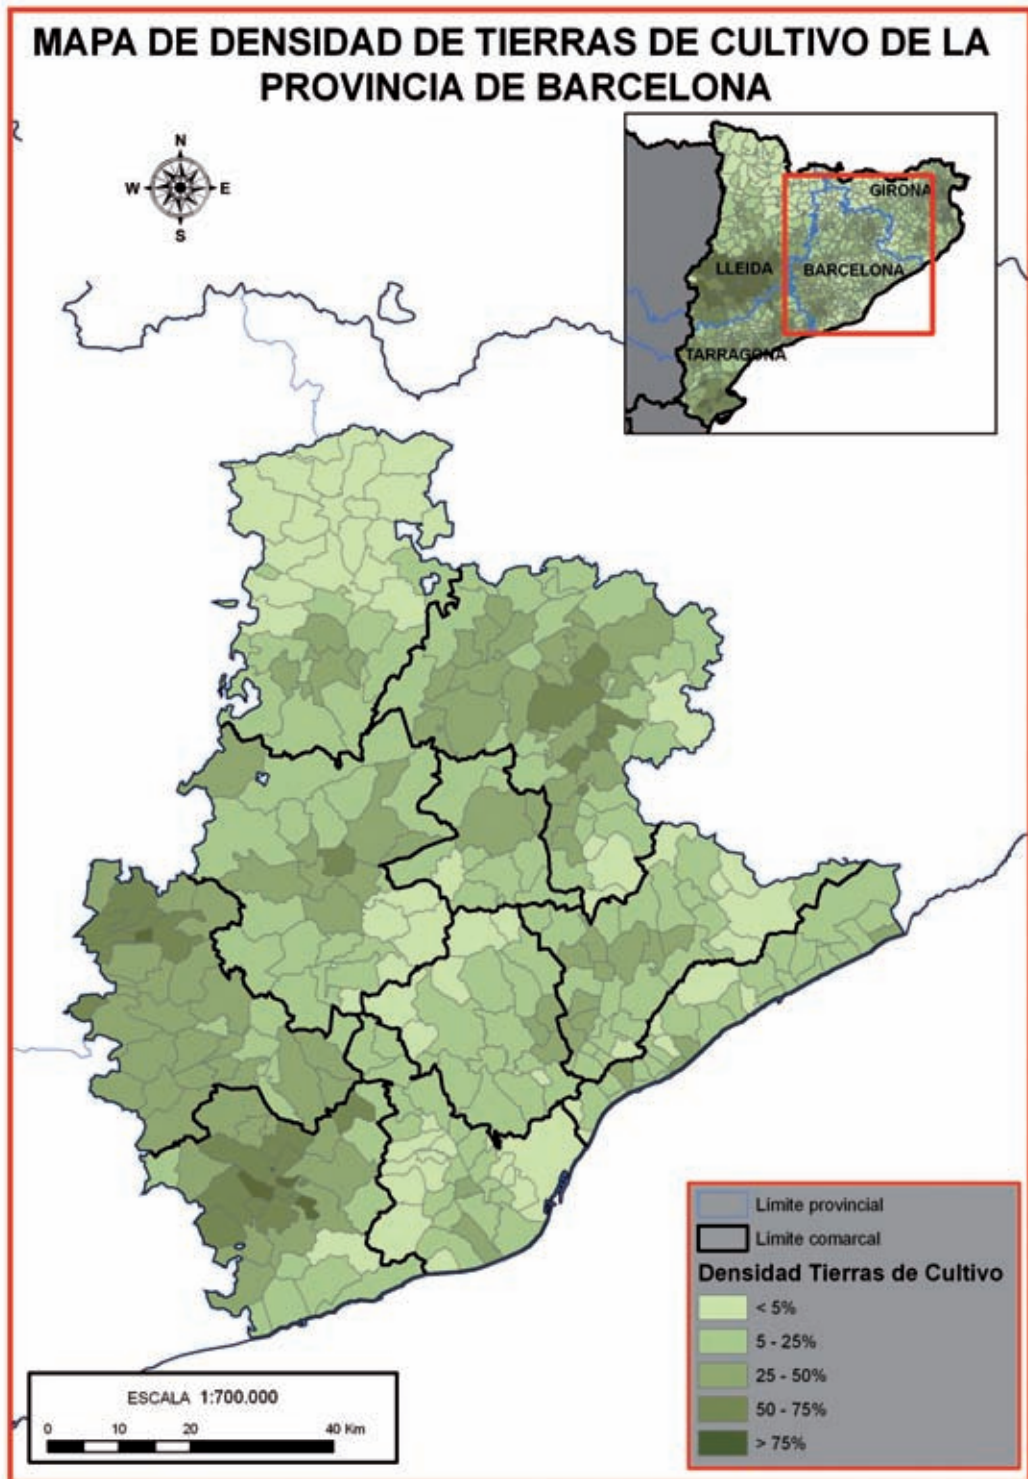 MAPA DE DENSIDAD DE TIERRAS DE CULTIVO DE LA
PROVINCIA DE BARCELONA
N
W E
S
GIRONA
LLEIDA
BARCELONA
TARRAGONA
Límite provincial
Límite comarcal
Densidad Tierras de Cultivo
< 5%
5 - 25%
25 - 50%
50 - 75%
> 75%
ESCALA 1:700.000
0 10 20 40 Km